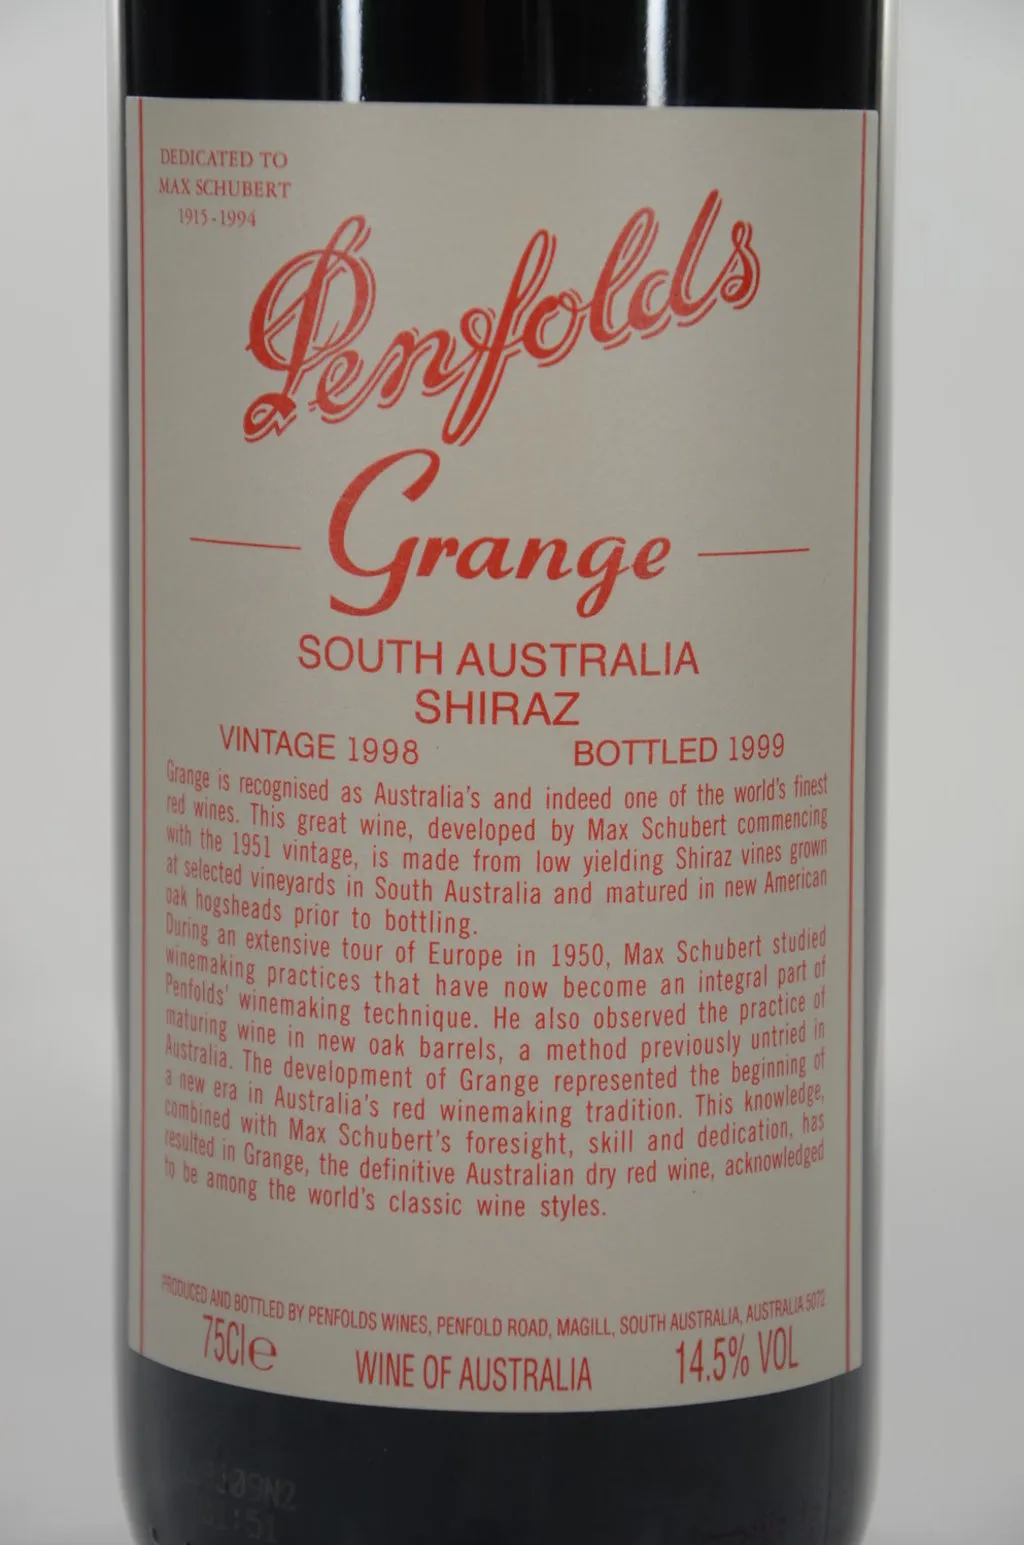 DEDICATED TO
MAX SCHUBERT
1915-1994
Penfolds
Grange
SOUTH AUSTRALIA
SHIRAZ
VINTAGE 1998 BOTTLED 1999
Grange is recognised as Australia's and indeed one of the world's finest
red wines. This great wine, developed by Max Schubert commencing
with the 1951 vintage, is made from low yielding Shiraz vines grown
at selected vineyards in South Australia and matured in new American
oak hogsheads prior to bottling.
During an extensive tour of Europe in 1950, Max Schubert studied
winemaking practices that have now become an integral part of
Penfolds' winemaking technique. He also observed the practice of
maturing wine in new oak barrels, a method previously untried in
Australia. The development of Grange represented the beginning of
a new era in Australia's red winemaking tradition. This knowledge,
combined with Max Schubert's foresight, skill and dedication, has
resulted in Grange, the definitive Australian dry red wine, acknowledged
to be among the world's classic wine styles.
PRODUCED AND BOTTLED BY PENFOLDS WINES, PENFOLD ROAD, MAGILL, SOUTH AUSTRALIA, AUSTRALIA 5072
75Cl℮ WINE OF AUSTRALIA 14.5% VOL